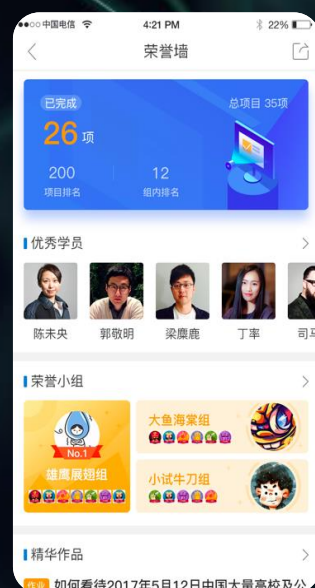 中国电信 4:21 PM 22%
荣誉墙
已完成 总项目 35项
26 项
200 12
项目排名 组内排名
优秀学员
陈未央 郭敬明 梁麋鹿 丁率 司马
荣誉小组
大鱼海棠组
No.1
雄鹰展翅组
小试牛刀组
精华作品
作业 如何看待2017年5月12日中国大量高校及公